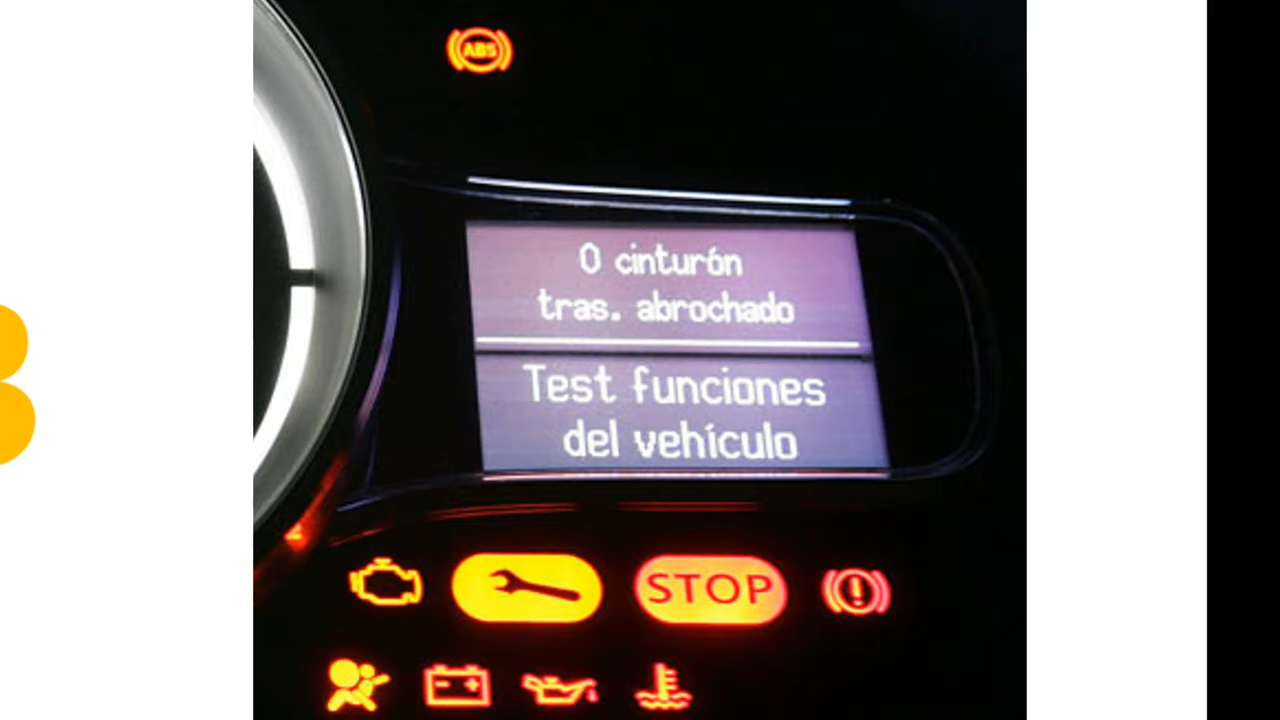 ABS
0 cinturón
tras. abrochado
Test funciones
del vehículo
STOP